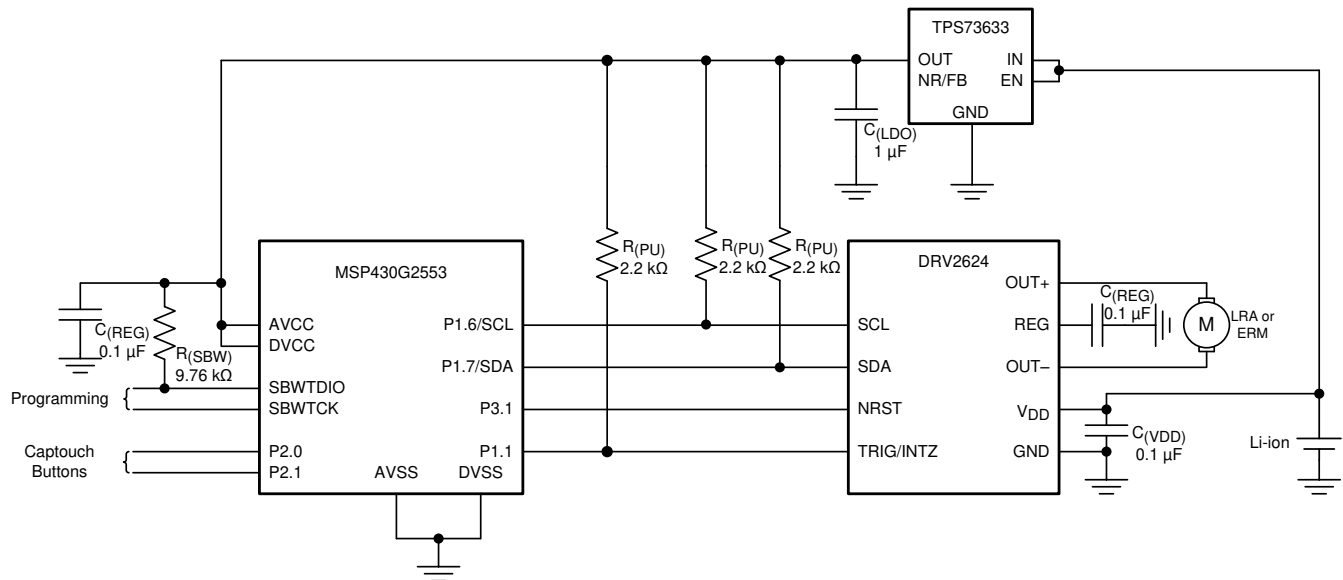 TPS73633
OUT
IN
NR/FB
EN
GND
C(LDO)
1 µF
R(PU)
2.2 kΩ
R(PU)
2.2 kΩ
R(PU)
2.2 kΩ
MSP430G2553
AVCC
DVCC
SBWTDIO
SBWTCK
P2.0
P2.1
AVSS
DVSS
P1.6/SCL
P1.7/SDA
P3.1
P1.1
C(REG)
0.1 µF
R(SBW)
9.76 kΩ
Programming
Captouch
Buttons
DRV2624
SCL
SDA
NRST
TRIG/INTZ
OUT+
REG
OUT–
VDD
GND
C(REG)
0.1 µF
M
LRA or
ERM
C(VDD)
0.1 µF
Li-ion